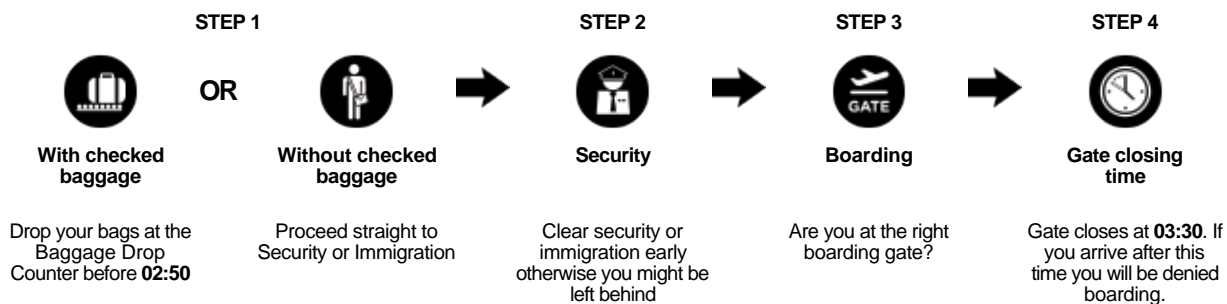 STEP 1
STEP 2
STEP 3
STEP 4
OR
GATE
With checked
baggage
Without checked
baggage
Security
Boarding
Gate closing
time
Drop your bags at the
Baggage Drop
Counter before 02:50
Proceed straight to
Security or Immigration
Clear security or
immigration early
otherwise you might be
left behind
Are you at the right
boarding gate?
Gate closes at 03:30. If
you arrive after this
time you will be denied
boarding.